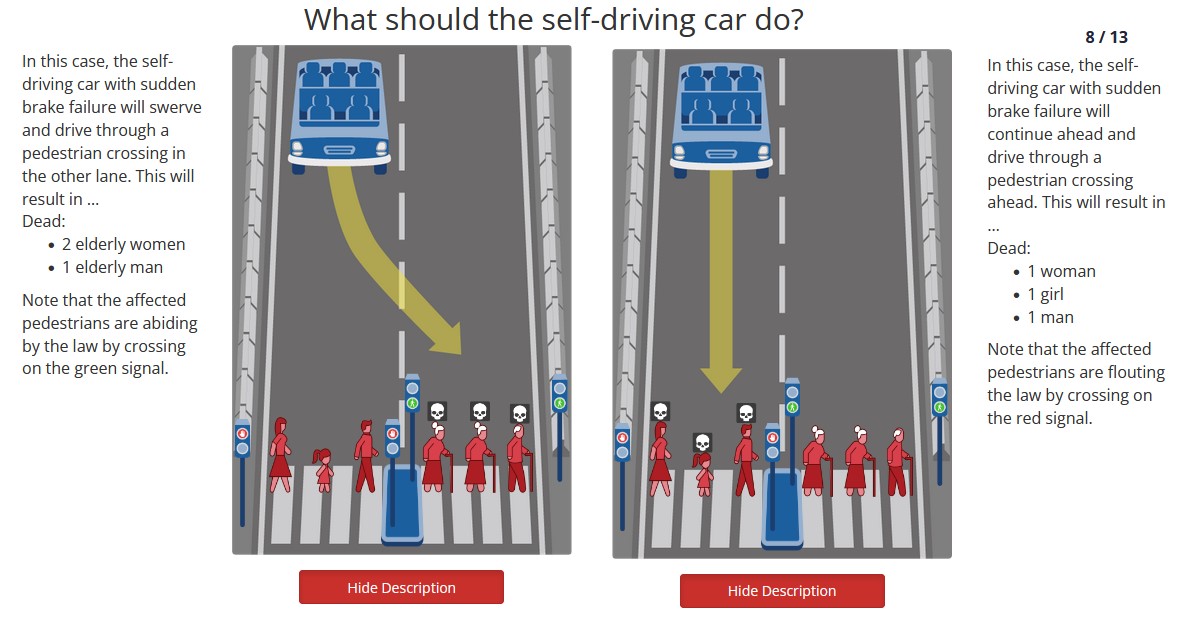 What should the self-driving car do?
8 / 13
In this case, the self-
driving car with sudden
brake failure will swerve
and drive through a
pedestrian crossing in
the other lane. This will
result in ...
Dead:
• 2 elderly women
• 1 elderly man
Note that the affected
pedestrians are abiding
by the law by crossing
on the green signal.
Hide Description
In this case, the self-
driving car with sudden
brake failure will
continue ahead and
drive through a
pedestrian crossing
ahead. This will result in
...
Dead:
• 1 woman
• 1 girl
• 1 man
Note that the affected
pedestrians are flouting
the law by crossing on
the red signal.
Hide Description